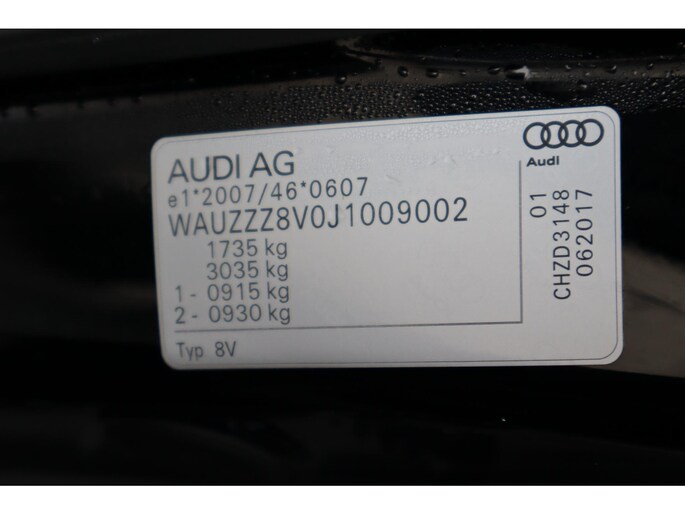 AUDI AG
e1*2007/46*0607
WAUZZZ8V0J1009002
1735 kg
3035 kg
1 - 0915 kg
2 - 0930 kg
Typ 8V
Audi
01
CHZD3148
062017